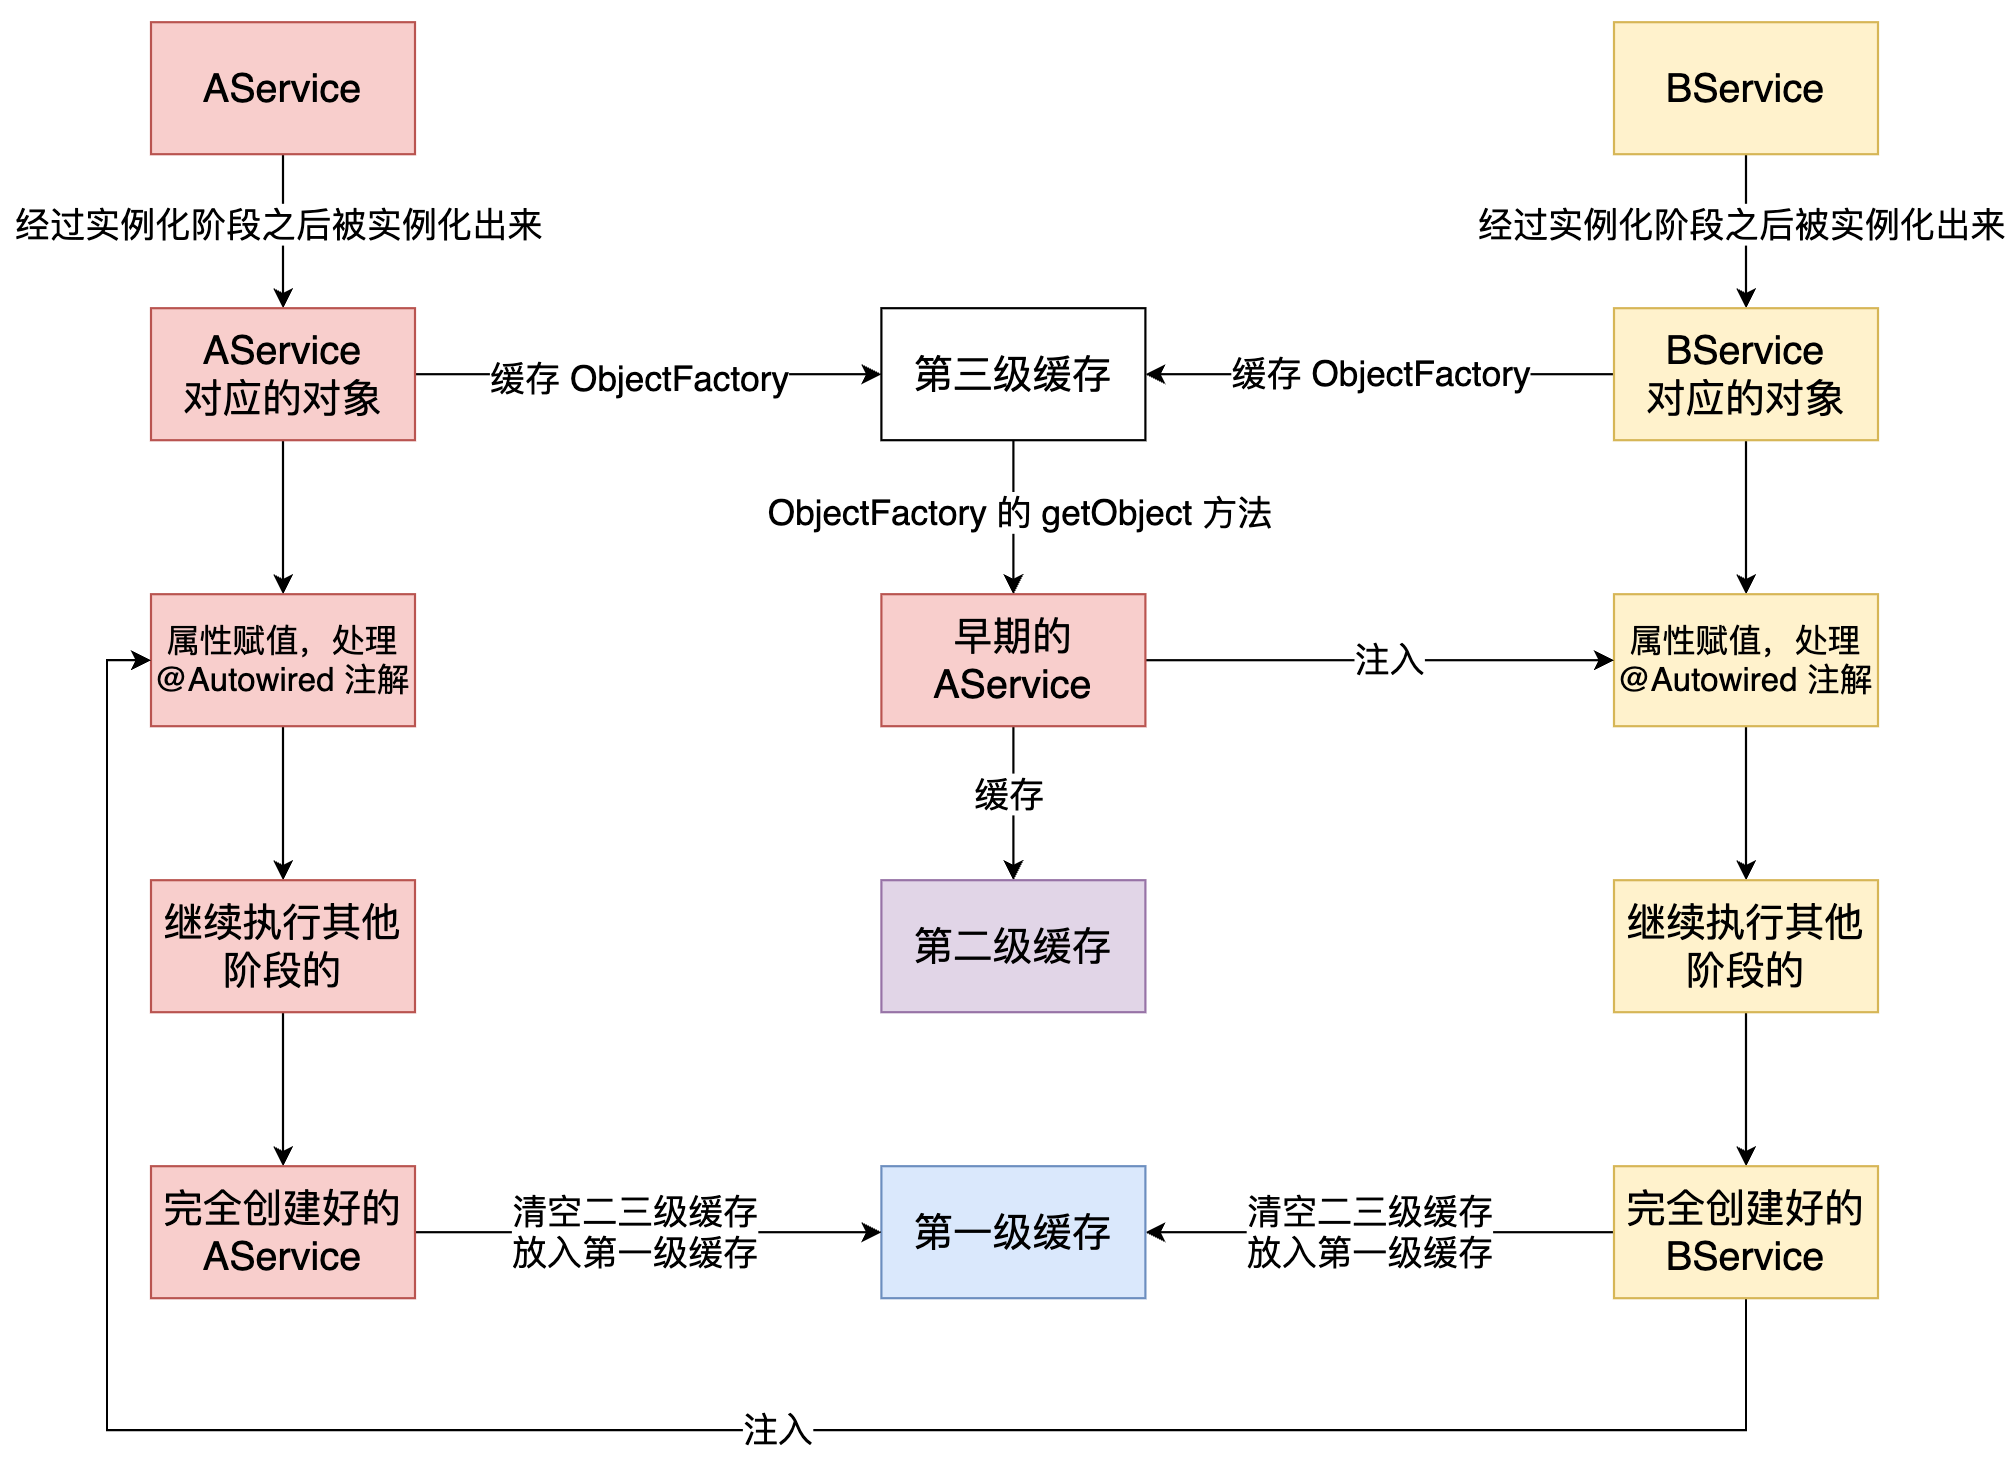 AService
BService
经过实例化阶段之后被实例化出来
经过实例化阶段之后被实例化出来
AService
对应的对象
缓存 ObjectFactory
第三级缓存
缓存 ObjectFactory
BService
对应的对象
ObjectFactory 的 getObject 方法
属性赋值，处理
@Autowired 注解
早期的
AService
注入
属性赋值，处理
@Autowired 注解
缓存
继续执行其他
阶段的
第二级缓存
继续执行其他
阶段的
完全创建好的
AService
清空二三级缓存
放入第一级缓存
第一级缓存
清空二三级缓存
放入第一级缓存
完全创建好的
BService
注入